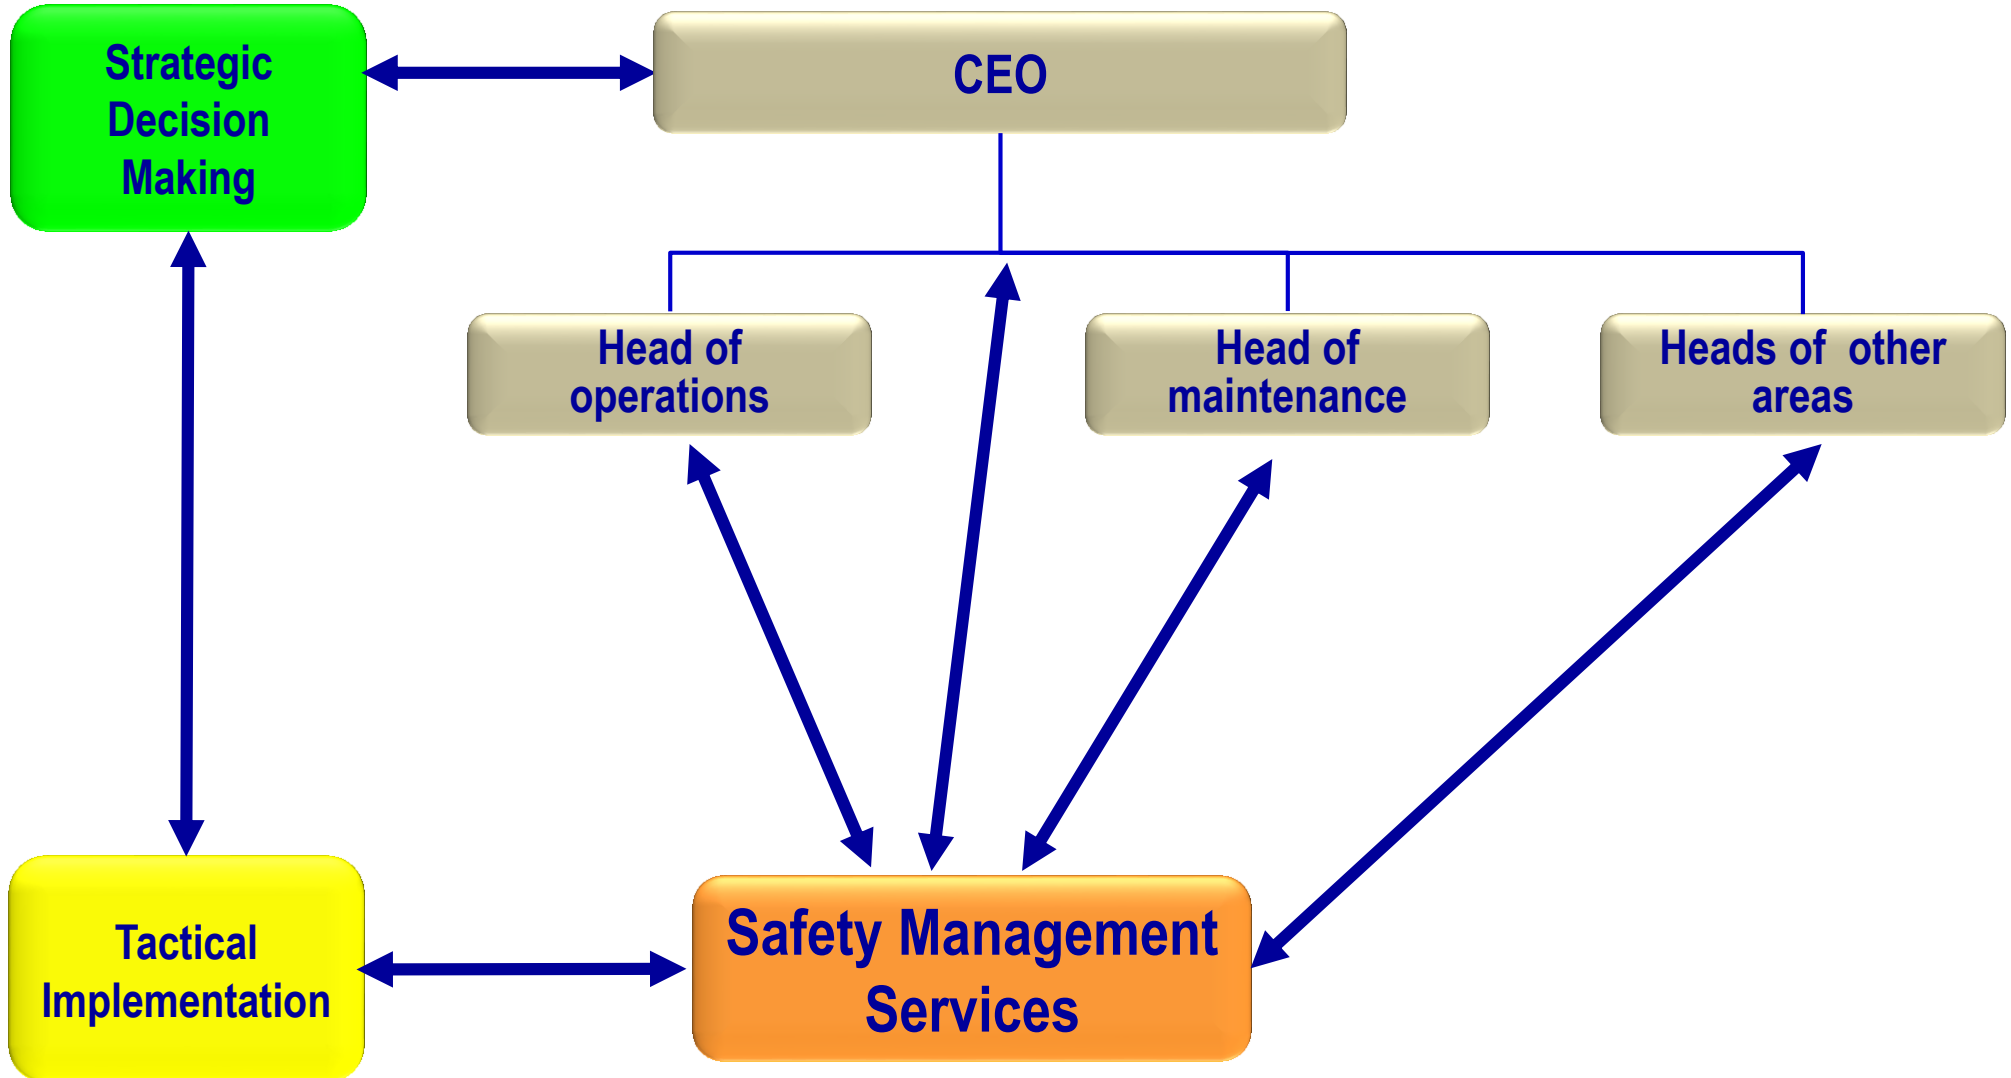 Strategic
Decision
Making
CEO
Head of
operations
Head of
maintenance
Heads of  other
areas
Tactical
Implementation
Safety Management
Services